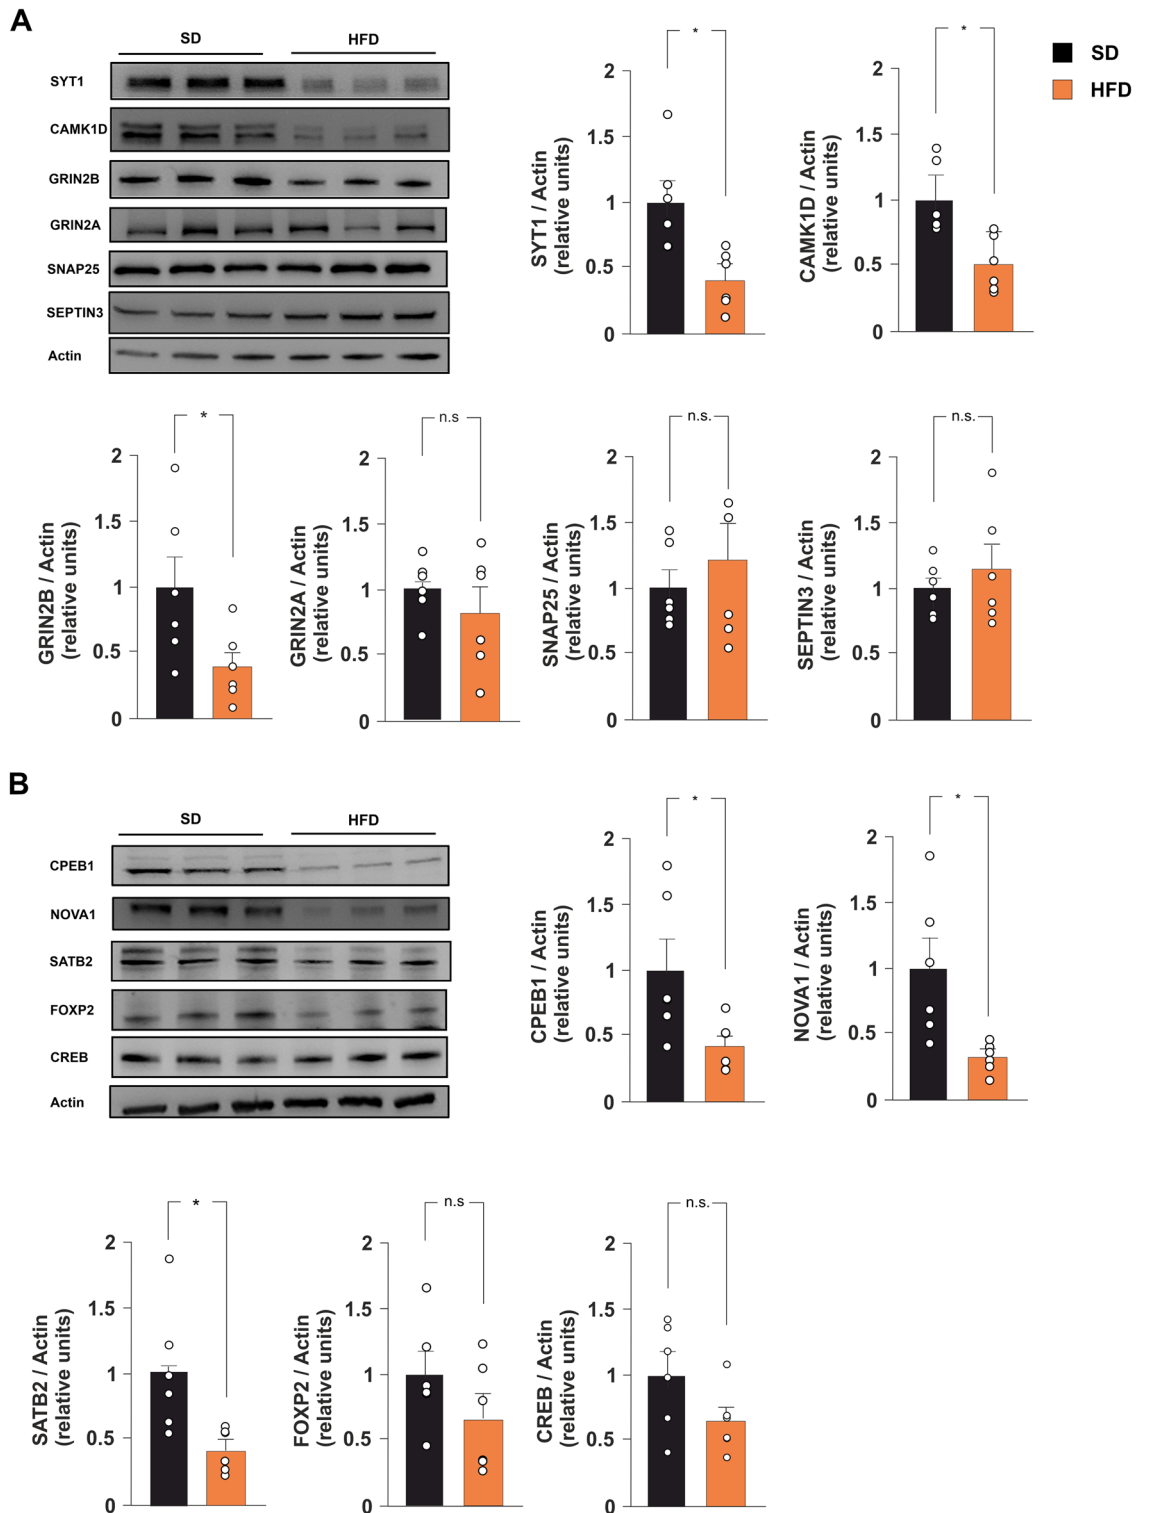 A
SD HFD
SYT1
CAMK1D
GRIN2B
GRIN2A
SNAP25
SEPTIN3
Actin
SYT1 / Actin
(relative units)
2
1.5
1
0.5
0
*
CAMK1D / Actin
(relative units)
2
1.5
1
0.5
0
*
SD
HFD
GRIN2B / Actin
(relative units)
2
1.5
1
0.5
0
*
GRIN2A / Actin
(relative units)
2
1.5
1
0.5
0
n.s
SNAP25 / Actin
(relative units)
2
1.5
1
0.5
0
n.s.
SEPTIN3 / Actin
(relative units)
2
1.5
1
0.5
0
n.s.
B
SD HFD
CPEB1
NOVA1
SATB2
FOXP2
CREB
Actin
CPEB1 / Actin
(relative units)
2
1.5
1
0.5
0
*
NOVA1 / Actin
(relative units)
2
1.5
1
0.5
0
*
SATB2 / Actin
(relative units)
2
1.5
1
0.5
0
*
FOXP2 / Actin
(relative units)
2
1.5
1
0.5
0
n.s
CREB / Actin
(relative units)
2
1.5
1
0.5
0
n.s.